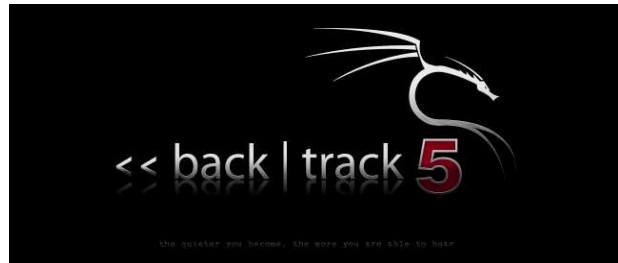 << back | track 5
the quieter you become, the more you are able to hear